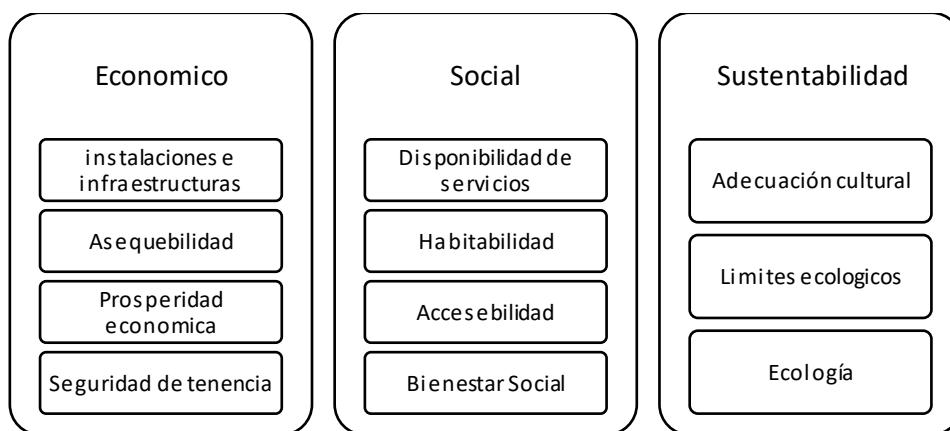 Economico
instalaciones e
infraestructuras
Asequebilidad
Prosperidad
economica
Seguridad de tenencia
Social
Disponibilidad de
servicios
Habitabilidad
Accesebilidad
Bienestar Social
Sustentabilidad
Adecuación cultural
Limites ecologicos
Ecología